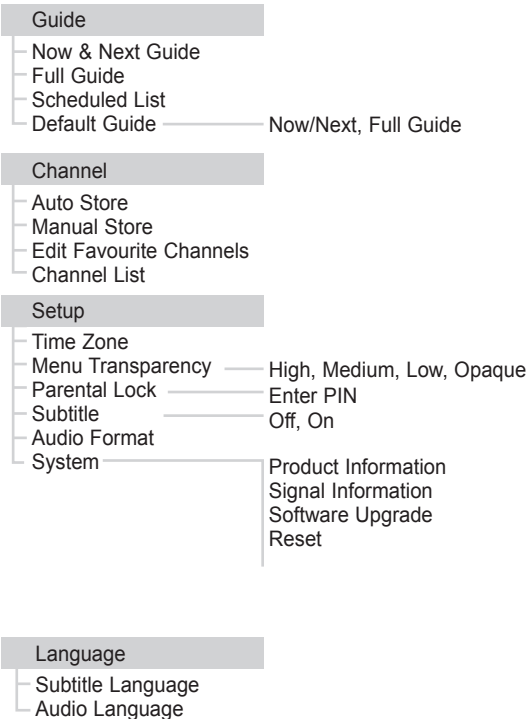 Guide
Now & Next Guide
Full Guide
Scheduled List
Default Guide Now/Next, Full Guide
Channel
Auto Store
Manual Store
Edit Favourite Channels
Channel List
Setup
Time Zone
Menu Transparency High, Medium, Low, Opaque
Parental Lock Enter PIN
Subtitle Off, On
Audio Format
System Product Information
Signal Information
Software Upgrade
Reset
Language
Subtitle Language
Audio Language